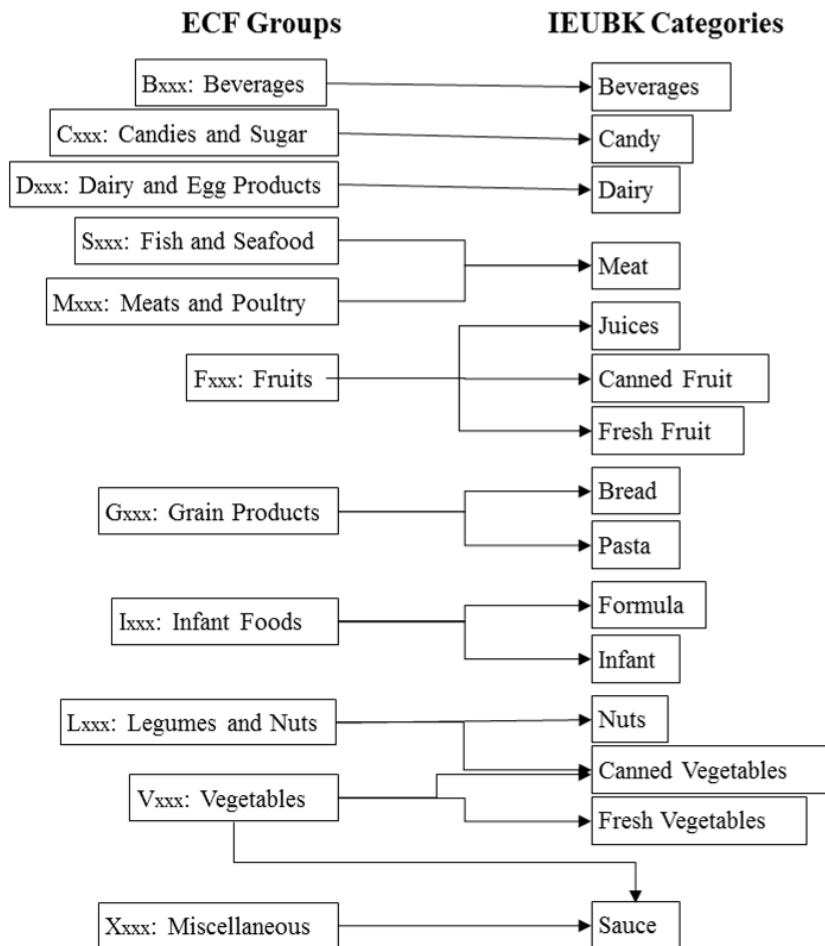 ECF Groups
IEUBK Categories
Bxxx: Beverages
Beverages
Cxxx: Candies and Sugar
Candy
Dxxx: Dairy and Egg Products
Dairy
Sxxx: Fish and Seafood
Meat
Mxxx: Meats and Poultry
Juices
Fxxx: Fruits
Canned Fruit
Fresh Fruit
Bread
Gxxx: Grain Products
Pasta
Formula
Ixxx: Infant Foods
Infant
Lxxx: Legumes and Nuts
Nuts
Canned Vegetables
Vxxx: Vegetables
Fresh Vegetables
Xxxx: Miscellaneous
Sauce